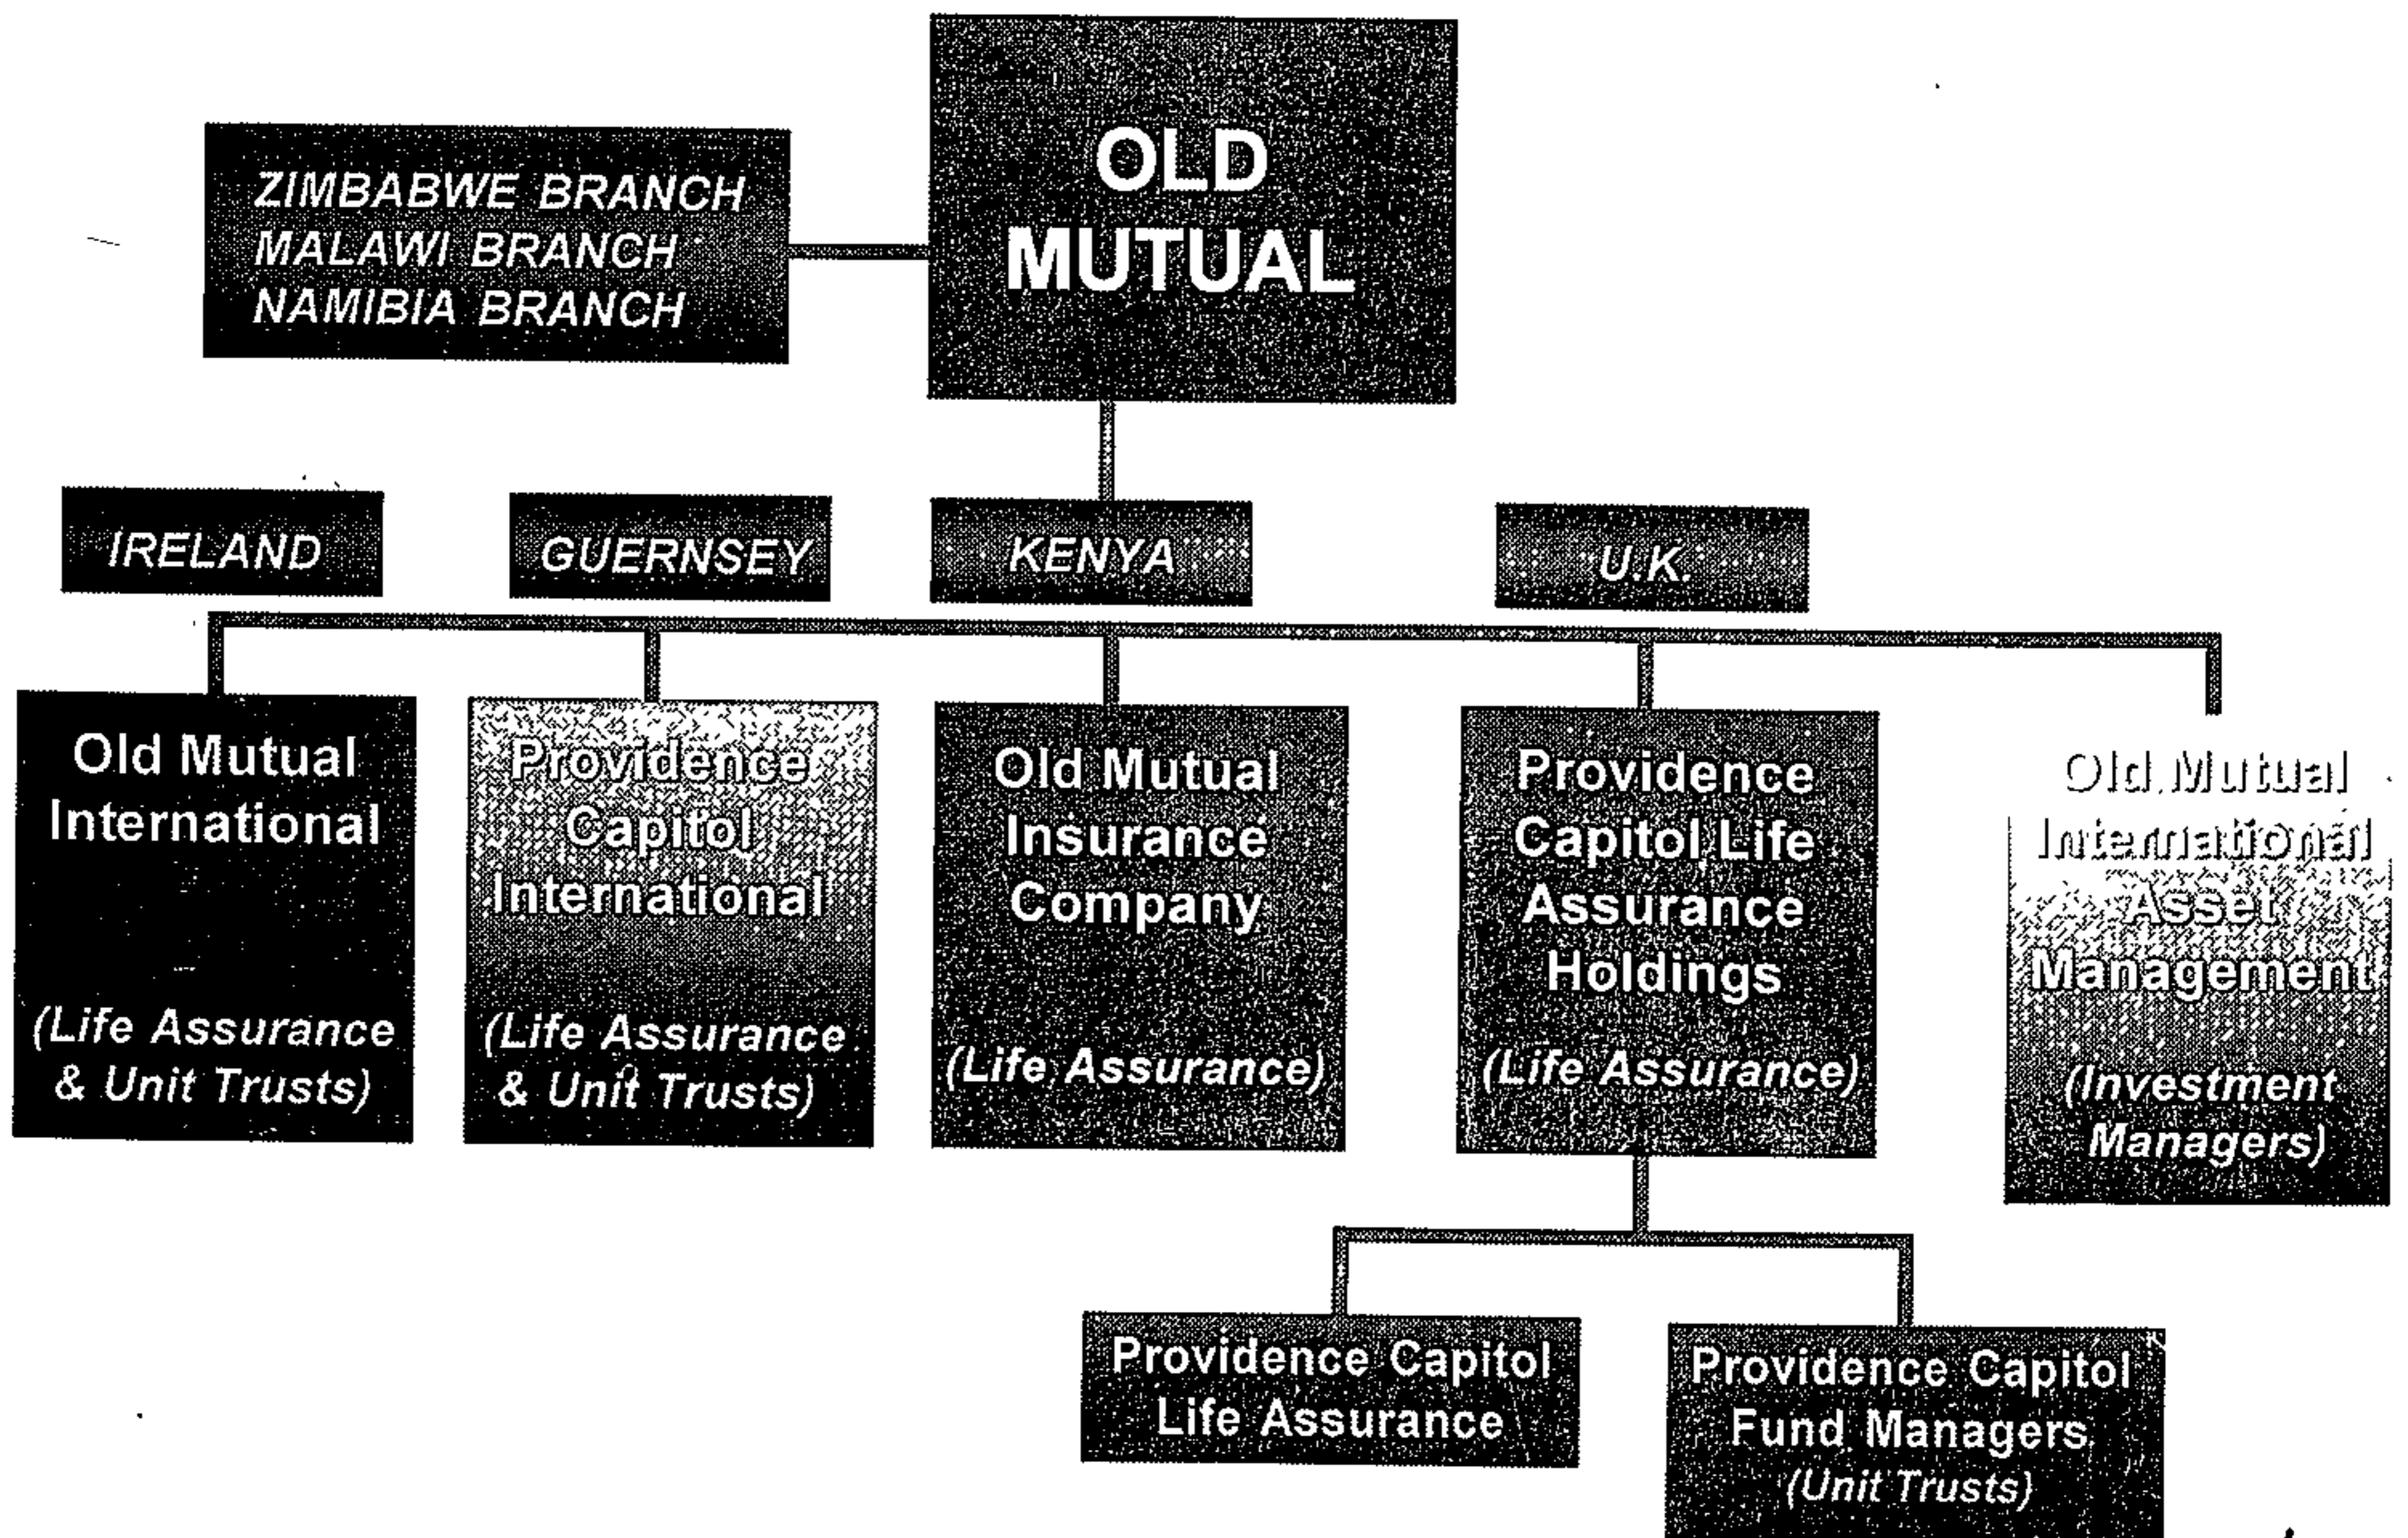 OLD
MUTUAL
ZIMBABWE BRANCH
MALAWI BRANCH
NAMIBIA BRANCH
IRELAND
GUERNSEY
KENYA
U.K.
Old Mutual
International
(Life Assurance
& Unit Trusts)
Providence
Capitol
International
(Life Assurance
& Unit Trusts)
Old Mutual
Insurance
Company
(Life Assurance)
Providence
Capitol Life
Assurance
Holdings
(Life Assurance)
Old Mutual
International
Asset
Management
(Investment
Managers)
Providence Capitol
Life Assurance
Providence Capitol
Fund Managers
(Unit Trusts)